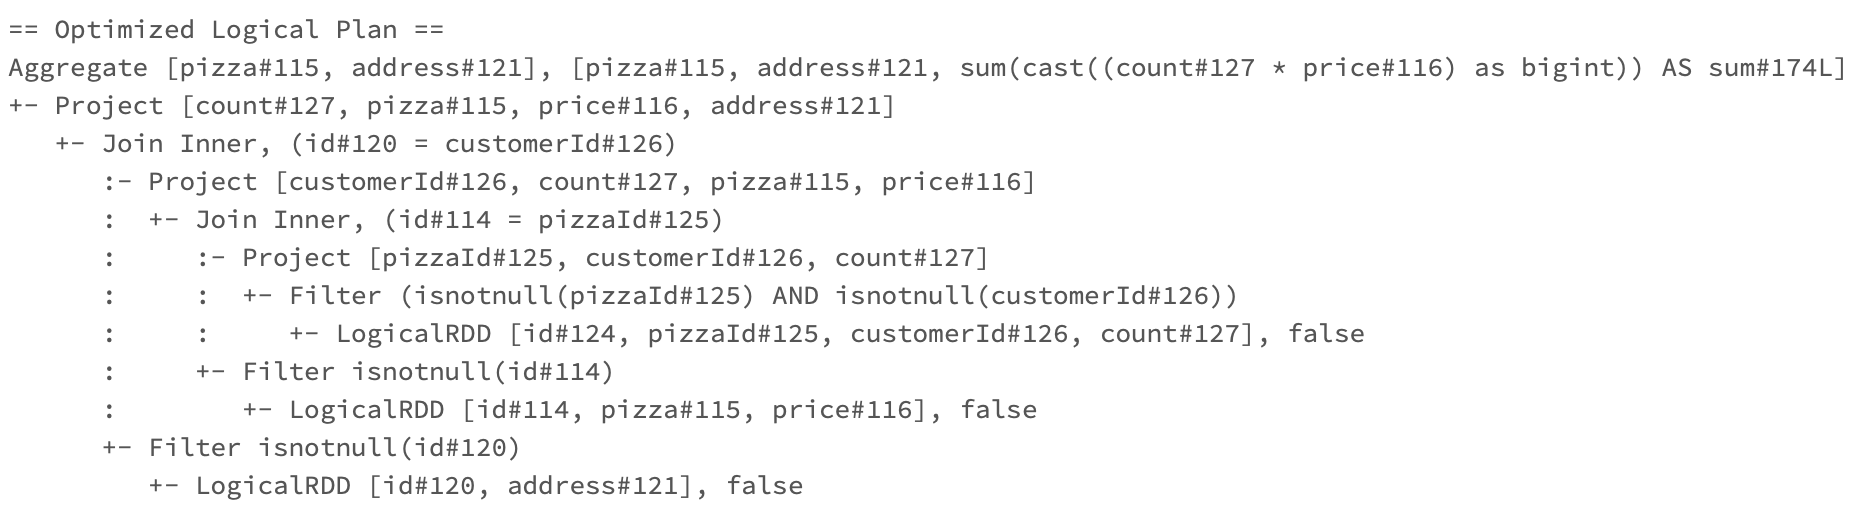 == Optimized Logical Plan ==
Aggregate [pizza#115, address#121], [pizza#115, address#121, sum(cast((count#127 * price#116) as bigint)) AS sum#174L]
+- Project [count#127, pizza#115, price#116, address#121]
   +- Join Inner, (id#120 = customerId#126)
      :- Project [customerId#126, count#127, pizza#115, price#116]
      :  +- Join Inner, (id#114 = pizzaId#125)
      :     :- Project [pizzaId#125, customerId#126, count#127]
      :     :  +- Filter (isnotnull(pizzaId#125) AND isnotnull(customerId#126))
      :     :     +- LogicalRDD [id#124, pizzaId#125, customerId#126, count#127], false
      :     +- Filter isnotnull(id#114)
      :        +- LogicalRDD [id#114, pizza#115, price#116], false
      +- Filter isnotnull(id#120)
         +- LogicalRDD [id#120, address#121], false